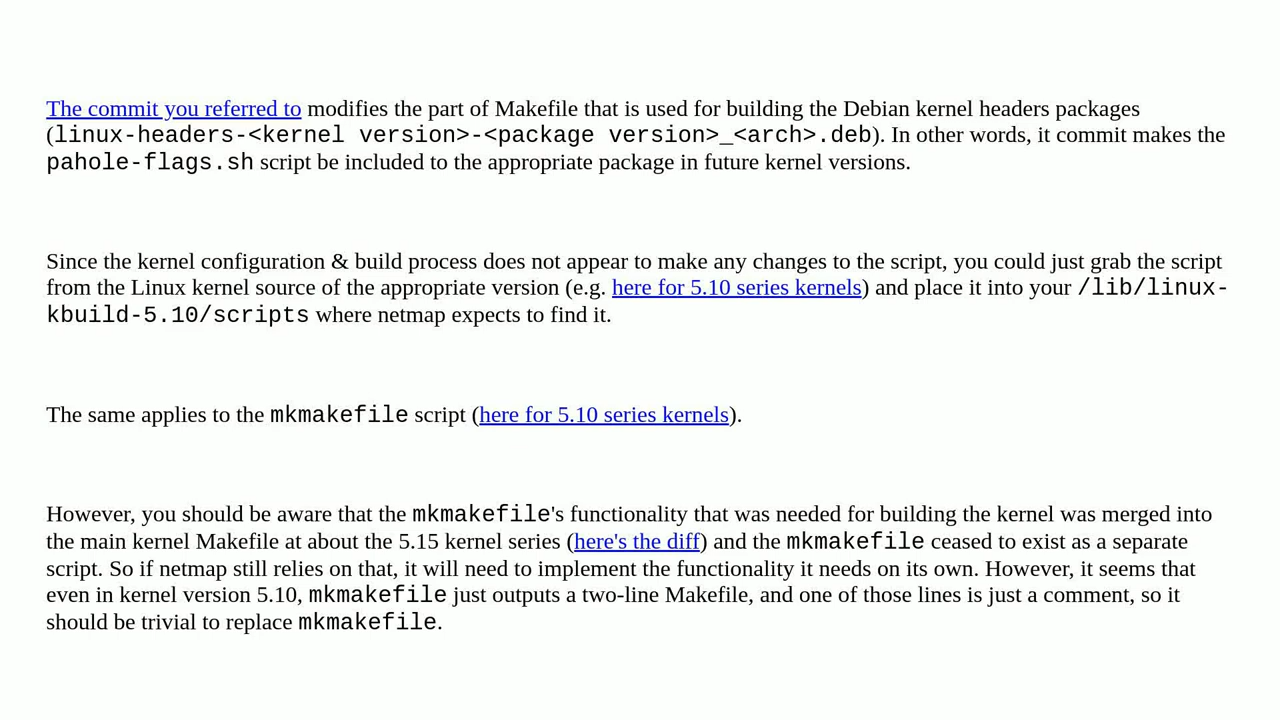 The commit you referred to modifies the part of Makefile that is used for building the Debian kernel headers packages
(linux-headers-<kernel version>-<package version>_<arch>.deb). In other words, it commit makes the
pahole-flags.sh script be included to the appropriate package in future kernel versions.
Since the kernel configuration & build process does not appear to make any changes to the script, you could just grab the script
from the Linux kernel source of the appropriate version (e.g. here for 5.10 series kernels) and place it into your /lib/linux-
kbuild-5.10/scripts where netmap expects to find it.
The same applies to the mkmakefile script (here for 5.10 series kernels).
However, you should be aware that the mkmakefile's functionality that was needed for building the kernel was merged into
the main kernel Makefile at about the 5.15 kernel series (here's the diff) and the mkmakefile ceased to exist as a separate
script. So if netmap still relies on that, it will need to implement the functionality it needs on its own. However, it seems that
even in kernel version 5.10, mkmakefile just outputs a two-line Makefile, and one of those lines is just a comment, so it
should be trivial to replace mkmakefile.